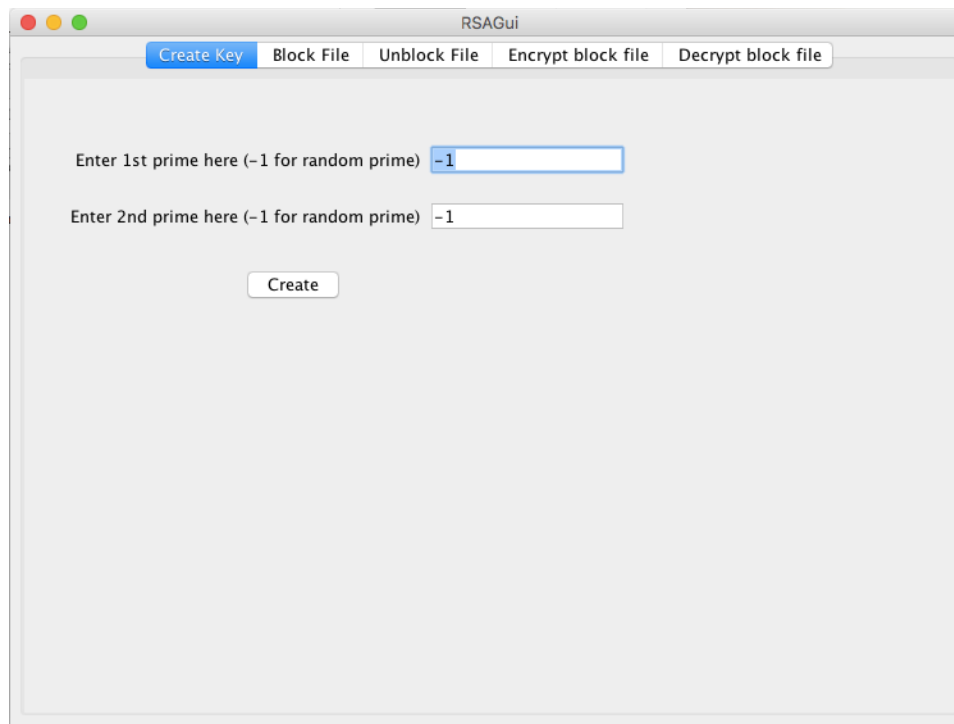 RSAGui
Create Key Block File Unblock File Encrypt block file Decrypt block file
Enter 1st prime here (-1 for random prime) -1
Enter 2nd prime here (-1 for random prime) -1
Create